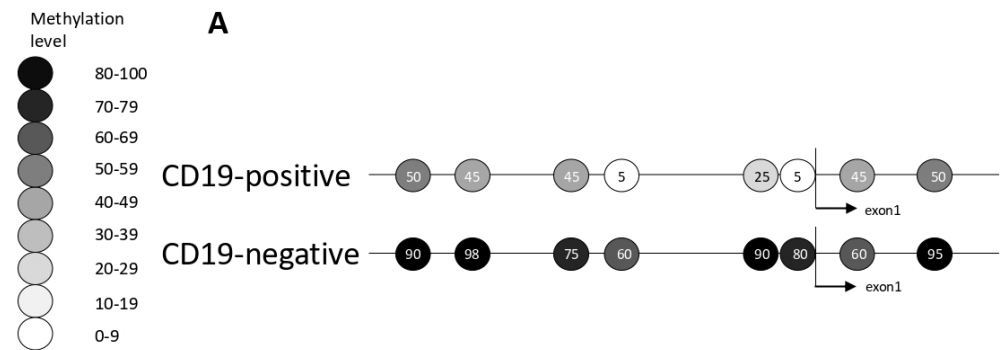 Methylation
level
A
80-100
70-79
60-69
50-59
40-49
30-39
20-29
10-19
0-9
CD19-positive 50 45 45 5 25 5 45 50
exon1
CD19-negative 90 98 75 60 90 80 60 95
exon1